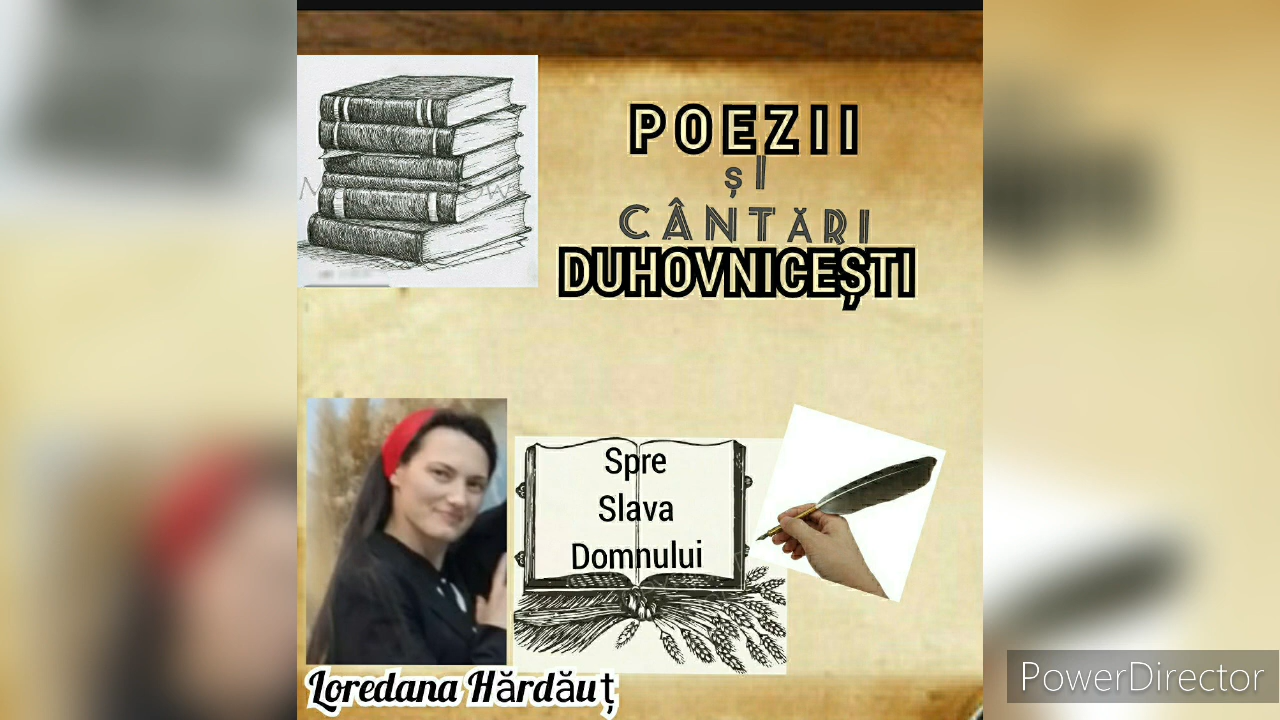 POEZII
șI
CÂNTĂRI
DUHOVNICEȘTI
Spre
Slava
Domnului
Loredana Hărdăuț
PowerDirector